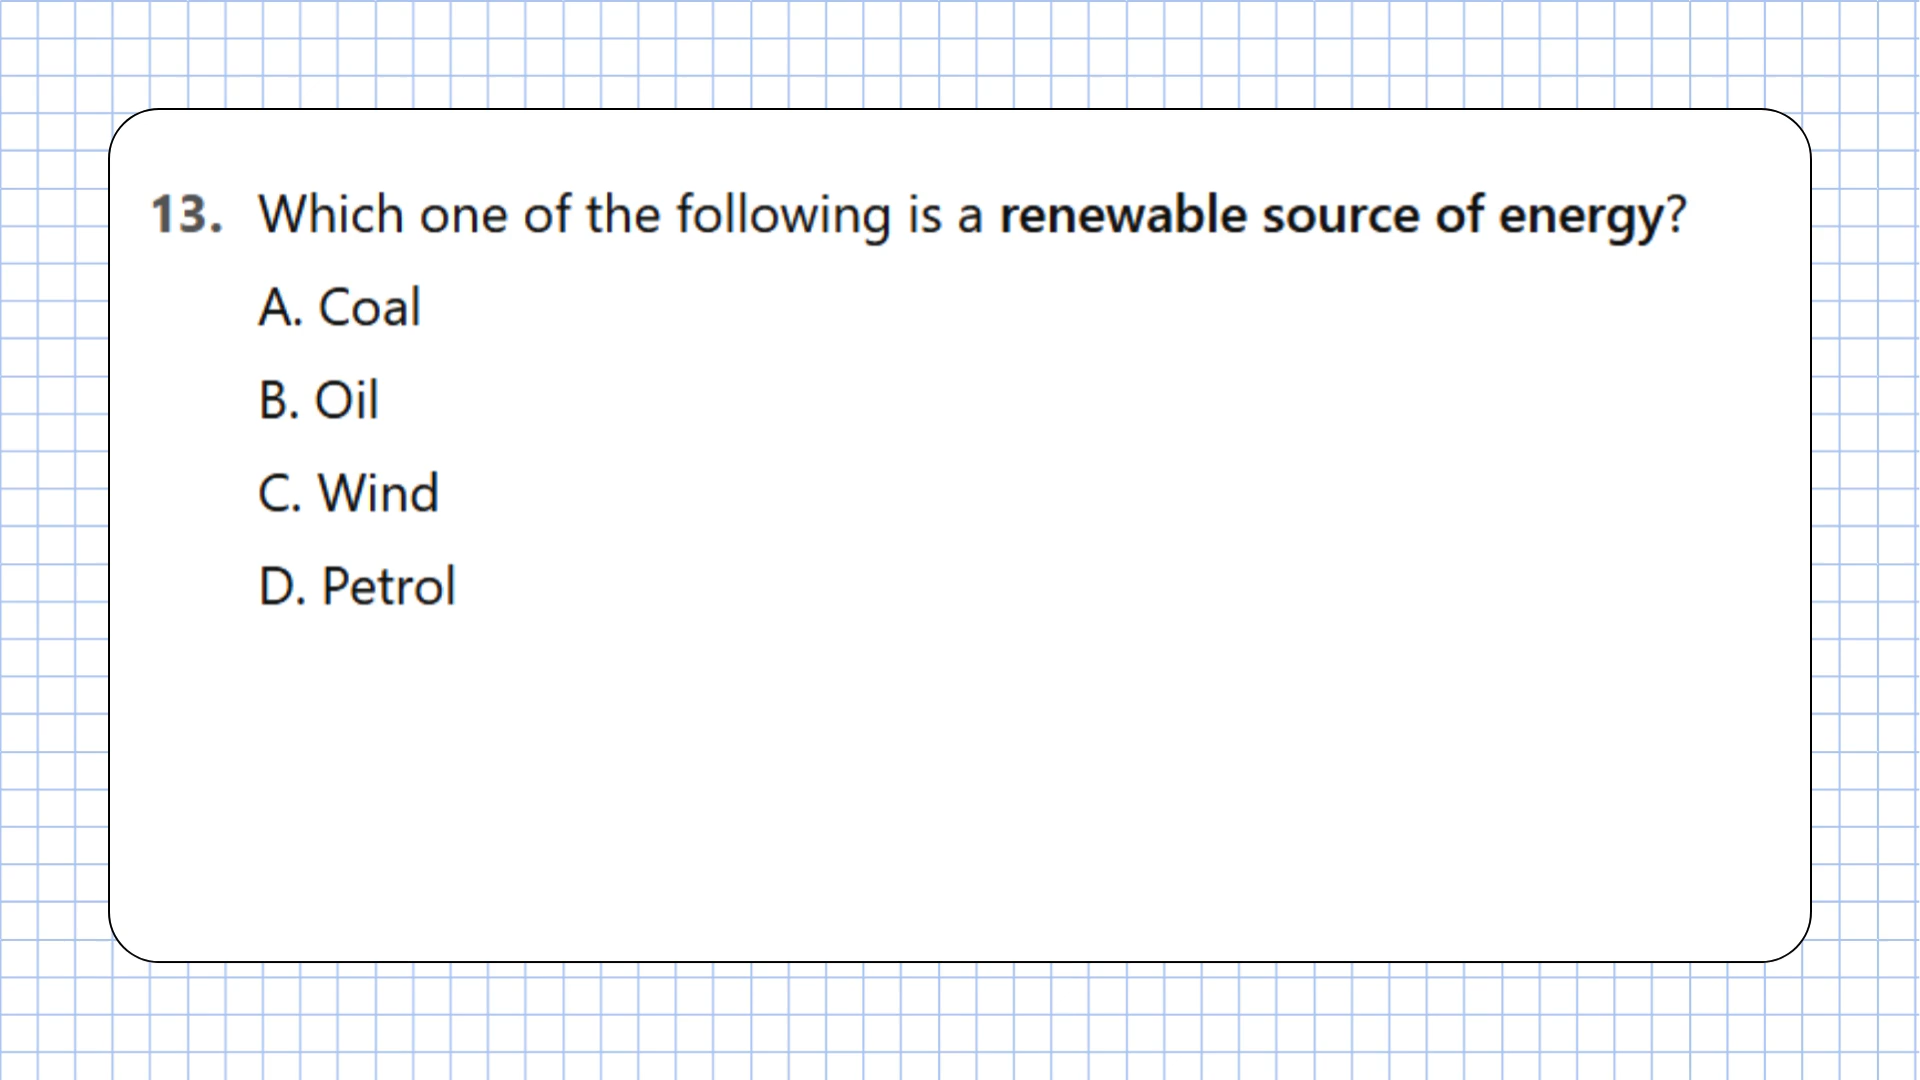 13. Which one of the following is a renewable source of energy?
A. Coal
B. Oil
C. Wind
D. Petrol